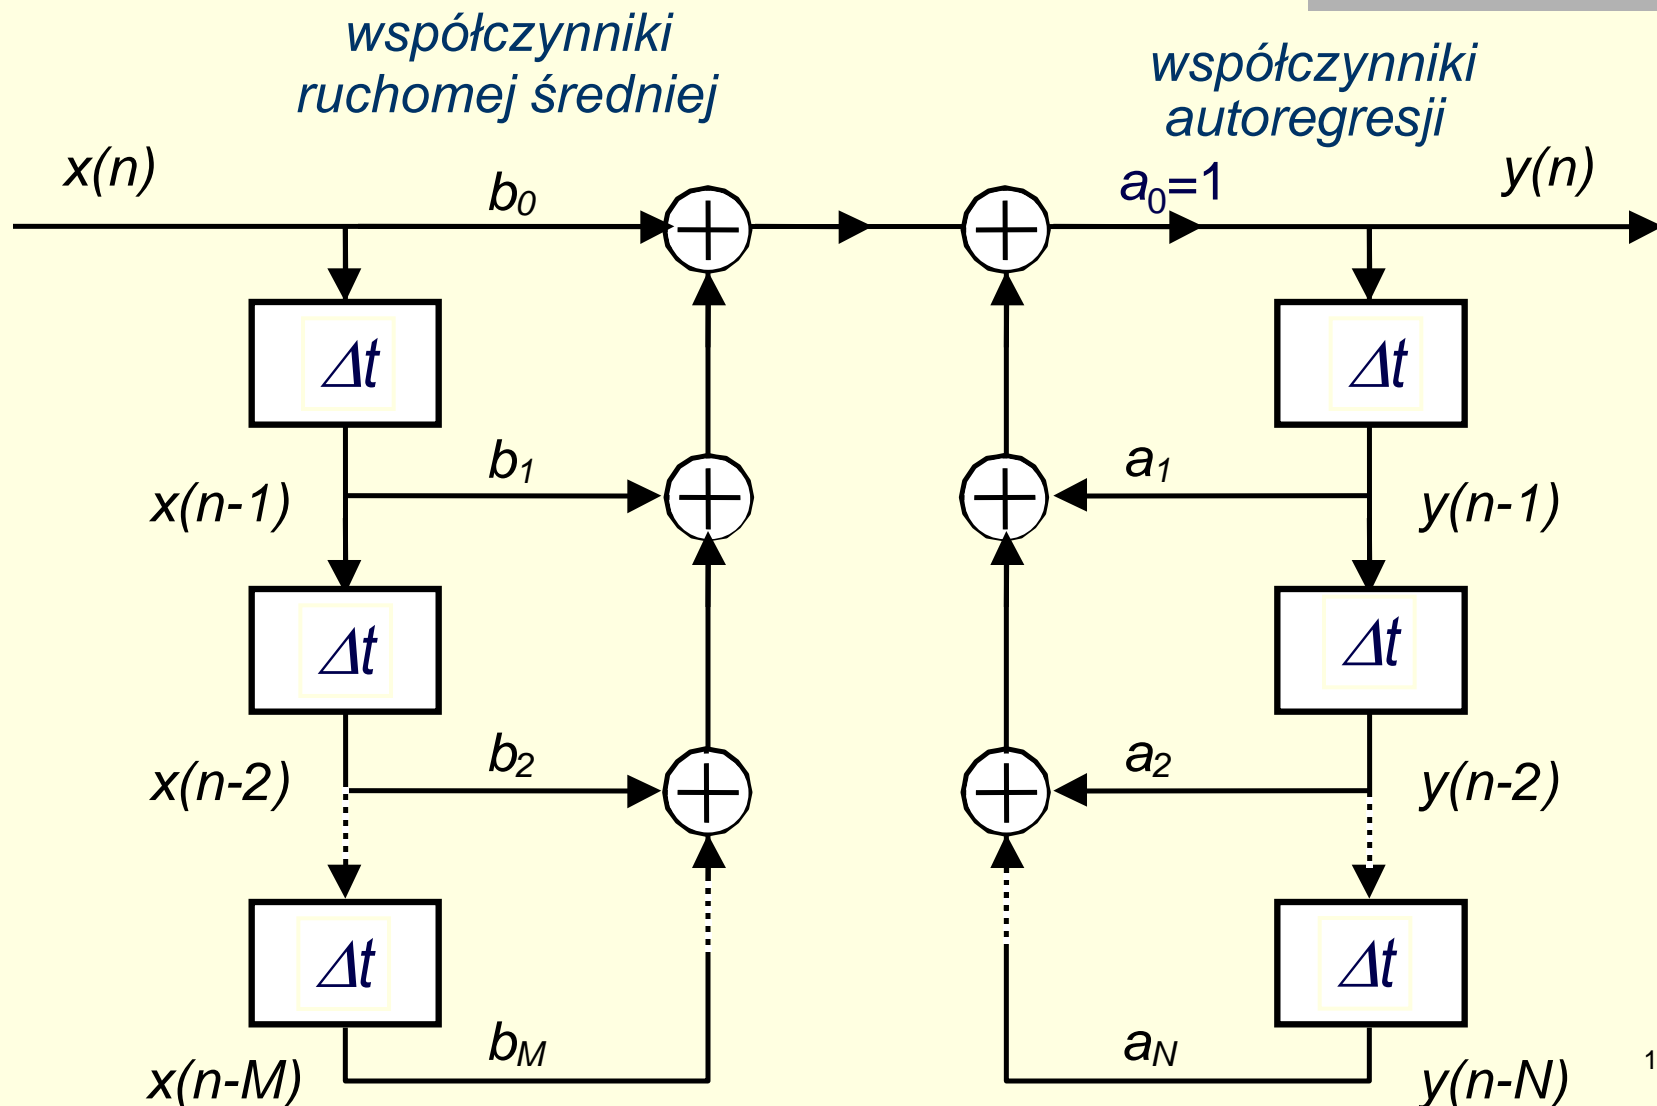 współczynniki
ruchomej średniej
współczynniki
autoregresji
x(n)
b0
a0=1
y(n)
Δt
Δt
b1
a1
x(n-1)
y(n-1)
Δt
Δt
b2
a2
x(n-2)
y(n-2)
Δt
Δt
bM
aN
x(n-M)
y(n-N)
1